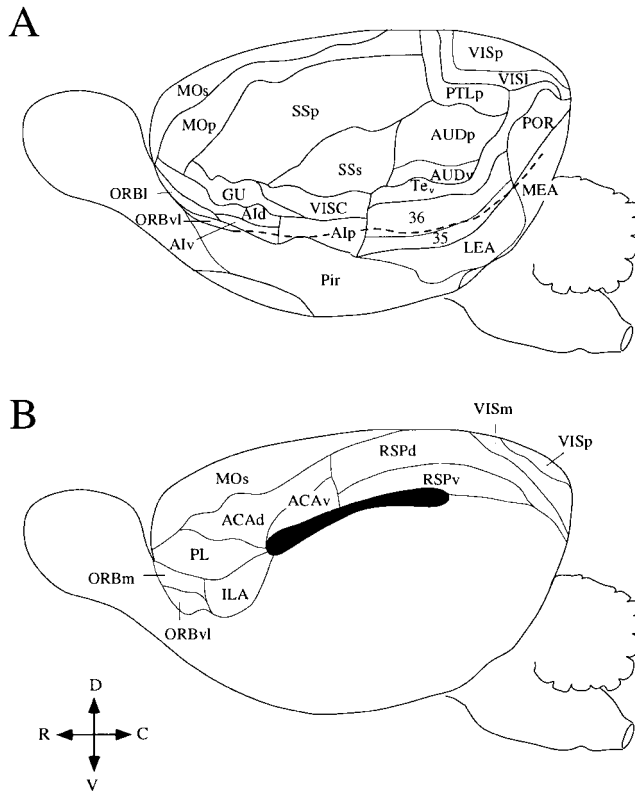 A
VISp
VISl
MOs
PTLp
MOp
SSp
POR
AUDp
SSs
AUDv
ORBl
GU
Tev
MEA
ORBvl
AId
VISC
36
AIv
AIp
35
LEA
Pir
B
VISm
VISp
RSPd
MOs
RSPv
ACAv
ACAd
PL
ORBm
ILA
ORBvl
D
R C
V